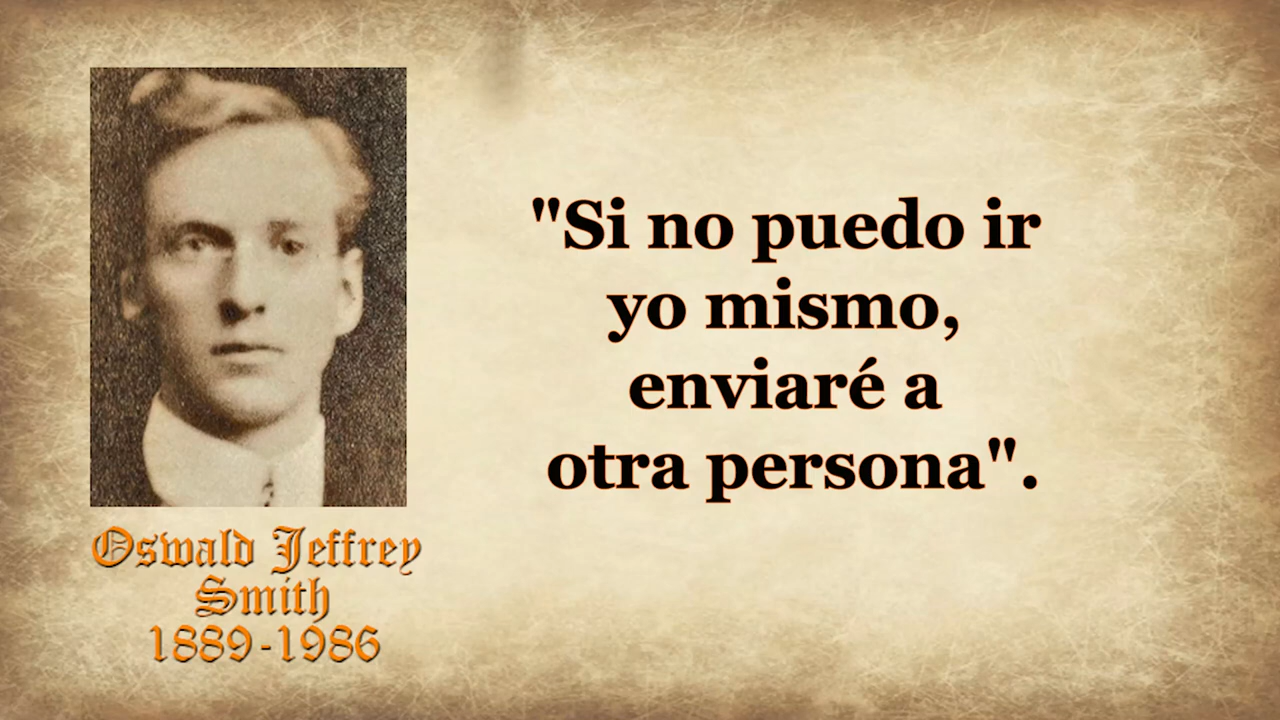 "Si no puedo ir
yo mismo,
enviaré a
otra persona".
Oswald Jeffrey
Smith
1889-1986